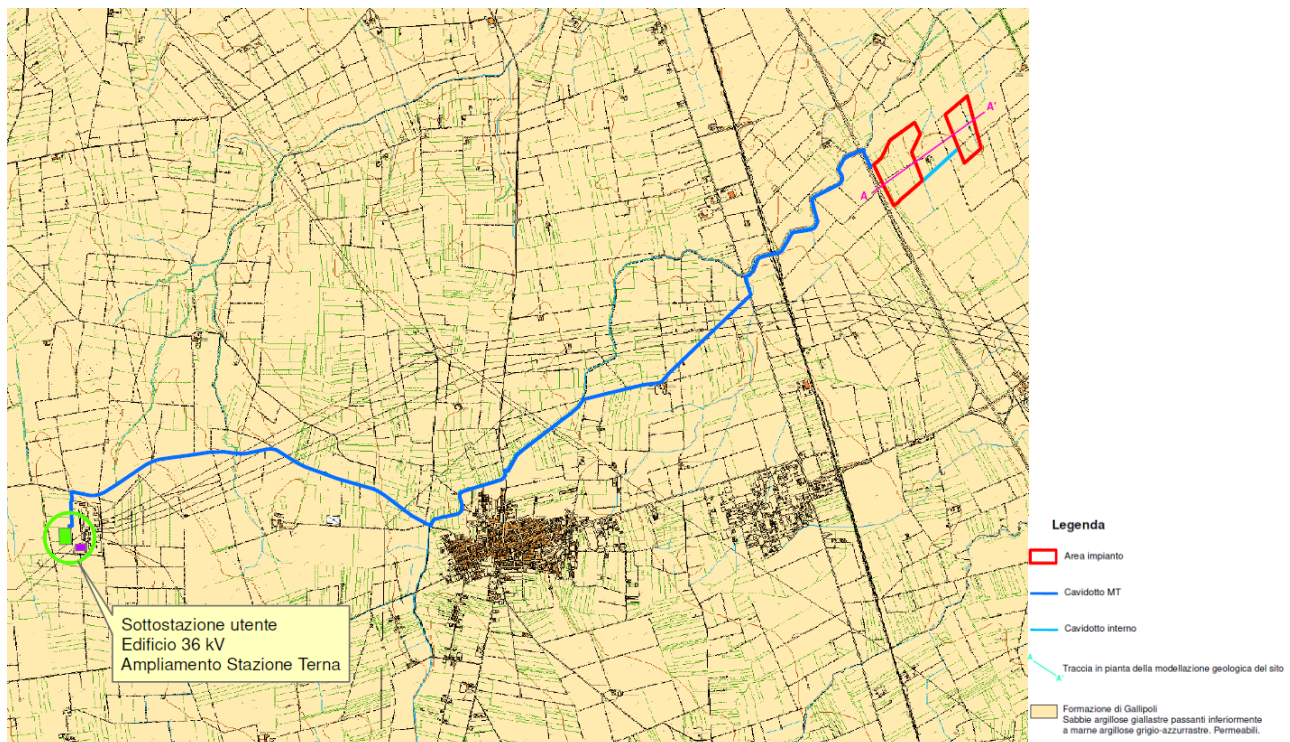 A'
A
Sottostazione utente
Edificio 36 kV
Ampliamento Stazione Terna
Legenda
Area impianto
Cavidotto MT
Cavidotto interno
A
A'
Traccia in pianta della modellazione geologica del sito
Formazione di Gallipoli
Sabbie argillose giallastre passanti inferiormente
a marne argillose grigio-azzurrastre. Permeabili.